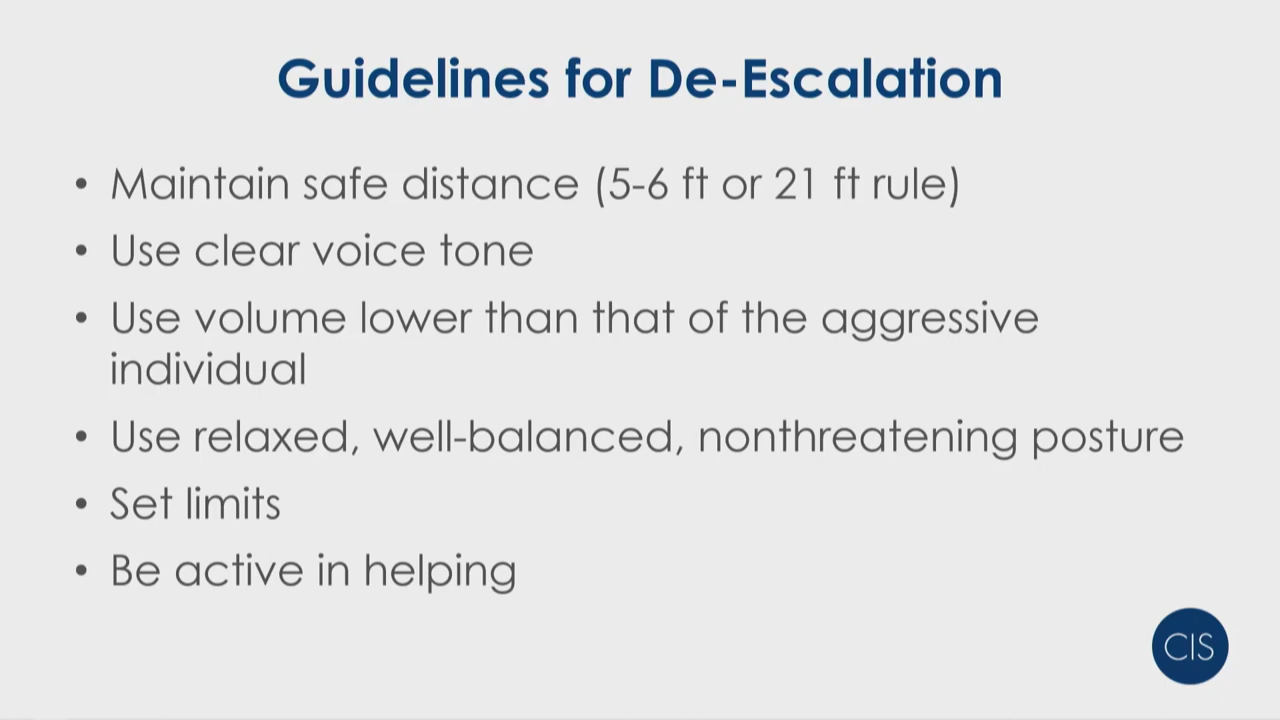 Guidelines for De-Escalation
• Maintain safe distance (5-6 ft or 21 ft rule)
• Use clear voice tone
• Use volume lower than that of the aggressive
individual
• Use relaxed, well-balanced, nonthreatening posture
• Set limits
• Be active in helping
CIS